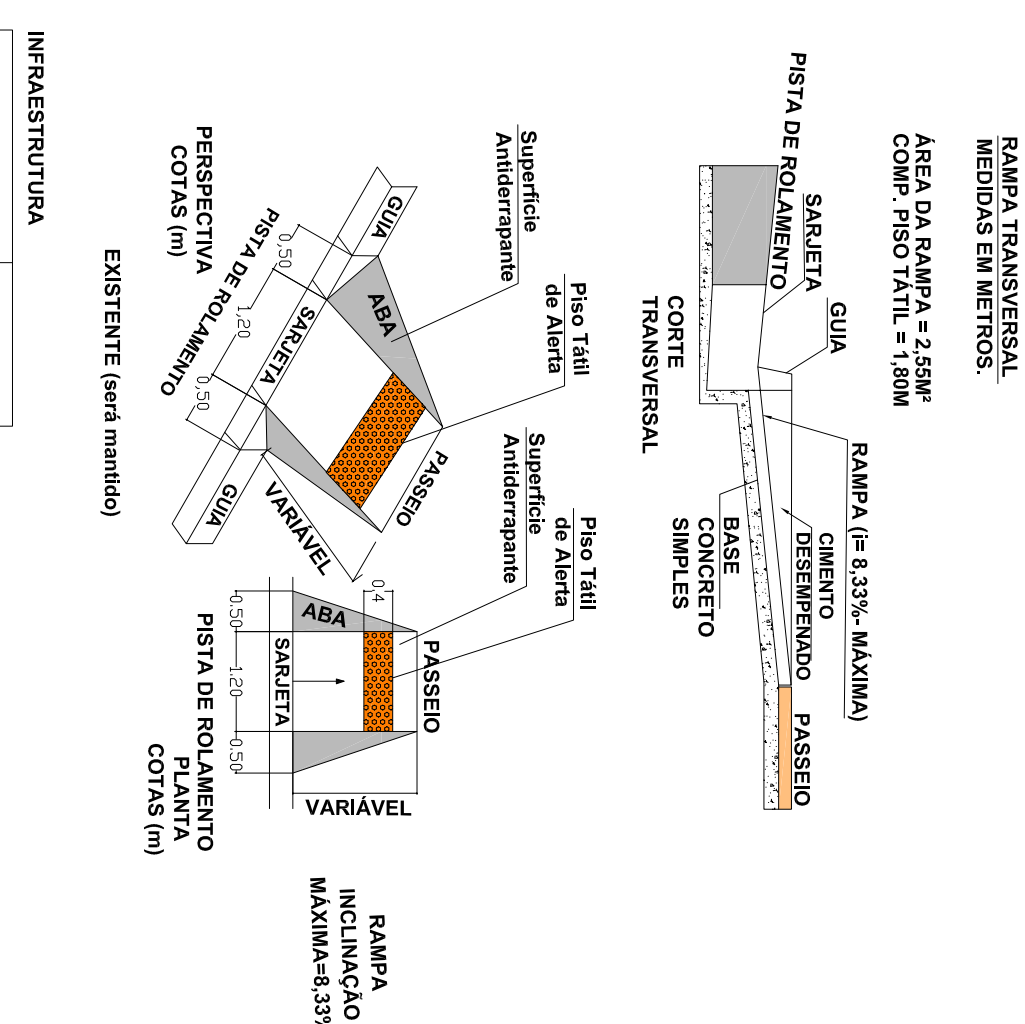 RAMPA TRANSVERSAL
MEDIDAS EM METROS.
ÁREA DA RAMPA = 2,55M²
COMP. PISO TÁTIL = 1,80M
PISTA DE ROLAMENTO
SARJETA
GUIA
RAMPA (i= 8,33%- MÁXIMA)
CIMENTO
DESEMPENADO
PASSEIO
BASE
CONCRETO
SIMPLES
CORTE
TRANSVERSAL
Superfície
Antiderrapante
Piso Tátil
de Alerta
GUIA
ABA
PASSEIO
SARJETA
GUIA
VARIÁVEL
0,50
1,20
0,50
PISTA DE ROLAMENTO
PERSPECTIVA
COTAS (m)
Superfície
Antiderrapante
Piso Tátil
de Alerta
0,4
ABA
PASSEIO
SARJETA
VARIÁVEL
0.50
1,20
0.50
PISTA DE ROLAMENTO
PLANTA
COTAS (m)
RAMPA
INCLINAÇÃO
MÁXIMA=8,33%
EXISTENTE (será mantido)
INFRAESTRUTURA